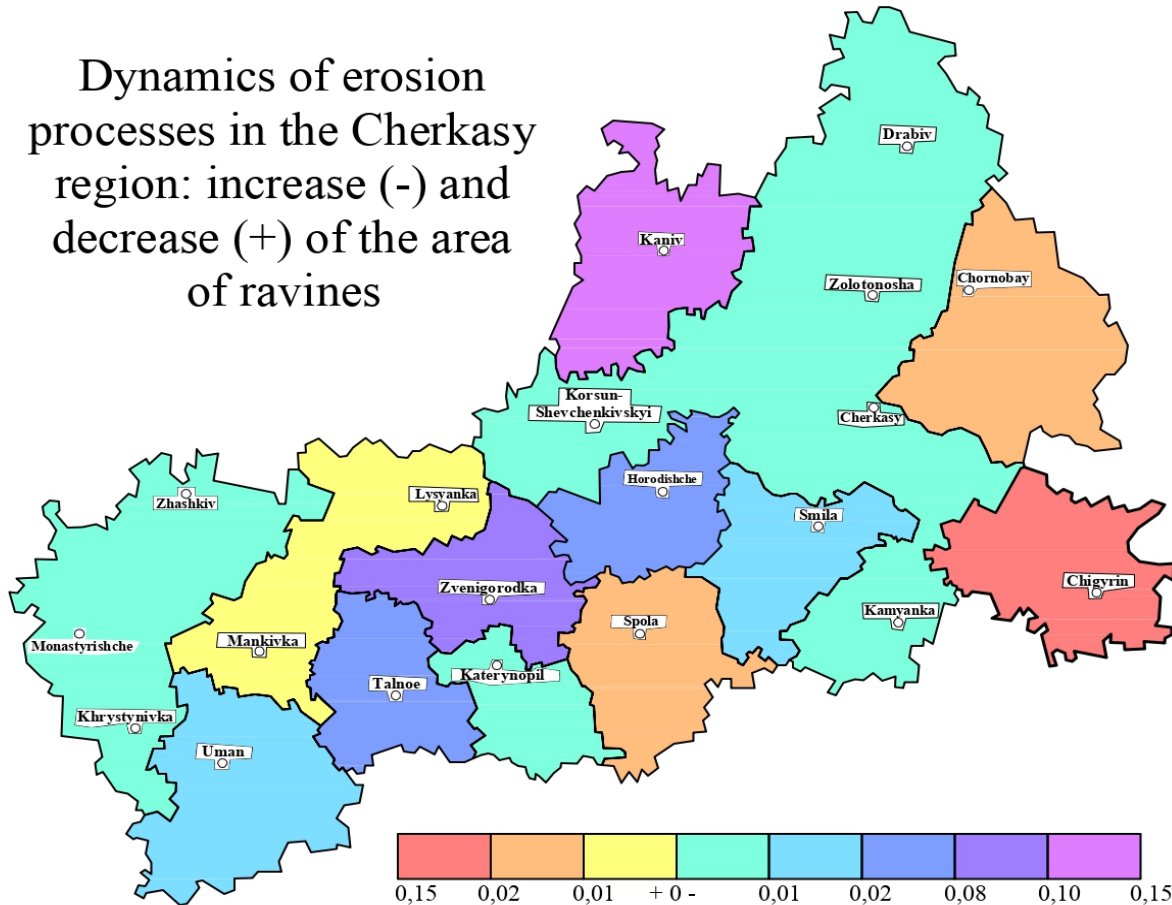 Dynamics of erosion
processes in the Cherkasy
region: increase (-) and
decrease (+) of the area
of ravines
Drabiv
Kaniv
Zolotonosha
Chornobay
Korsun-
Shevchenkivskyi
Cherkasy
Horodishche
Zhashkiv
Lysyanka
Smila
Zvenigorodka
Chigyrin
Kamyanka
Spola
Monastyrishche
Mankivka
Katerynopil
Talnoe
Khrystynivka
Uman
0,15 0,02 0,01 + 0 - 0,01 0,02 0,08 0,10 0,15